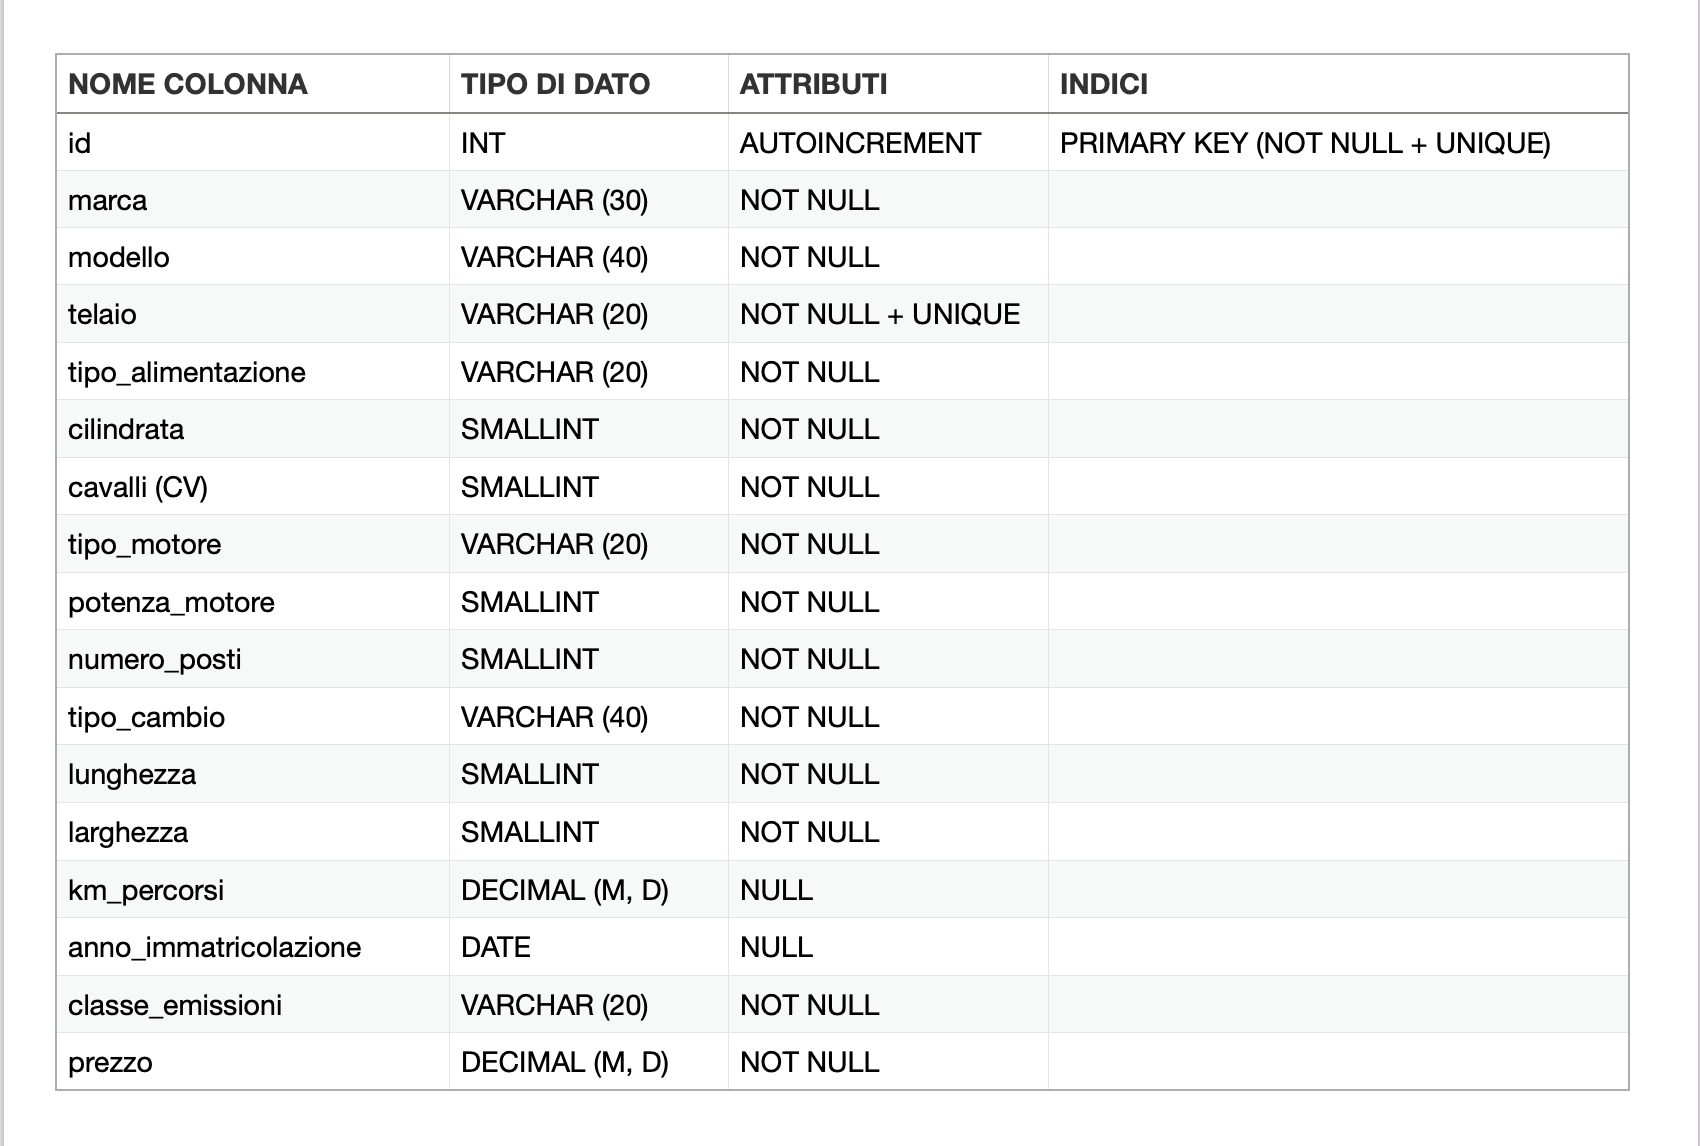 NOME COLONNA TIPO DI DATO ATTRIBUTI INDICI
id INT AUTOINCREMENT PRIMARY KEY (NOT NULL + UNIQUE)
marca VARCHAR (30) NOT NULL
modello VARCHAR (40) NOT NULL
telaio VARCHAR (20) NOT NULL + UNIQUE
tipo_alimentazione VARCHAR (20) NOT NULL
cilindrata SMALLINT NOT NULL
cavalli (CV) SMALLINT NOT NULL
tipo_motore VARCHAR (20) NOT NULL
potenza_motore SMALLINT NOT NULL
numero_posti SMALLINT NOT NULL
tipo_cambio VARCHAR (40) NOT NULL
lunghezza SMALLINT NOT NULL
larghezza SMALLINT NOT NULL
km_percorsi DECIMAL (M, D) NULL
anno_immatricolazione DATE NULL
classe_emissioni VARCHAR (20) NOT NULL
prezzo DECIMAL (M, D) NOT NULL